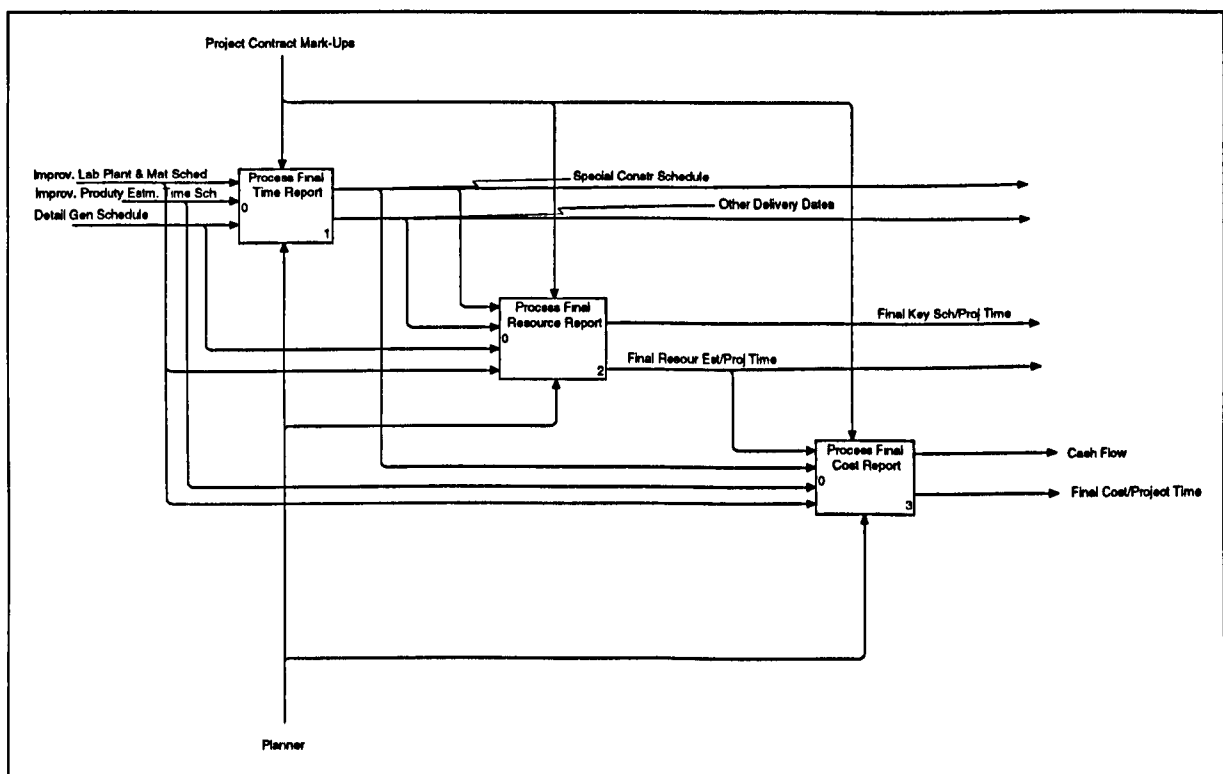 Project Contract Mark-Ups
Improv. Lab Plant & Mat Sched
Improv. Produty Estm. Time Sch
Detail Gen Schedule
Process Final
Time Report
0
1
Special Constr Schedule
Other Delivery Dates
Process Final
Resource Report
0
2
Final Key Sch/Proj Time
Final Resour Est/Proj Time
Process Final
Cost Report
0
3
Cash Flow
Final Cost/Project Time
Planner